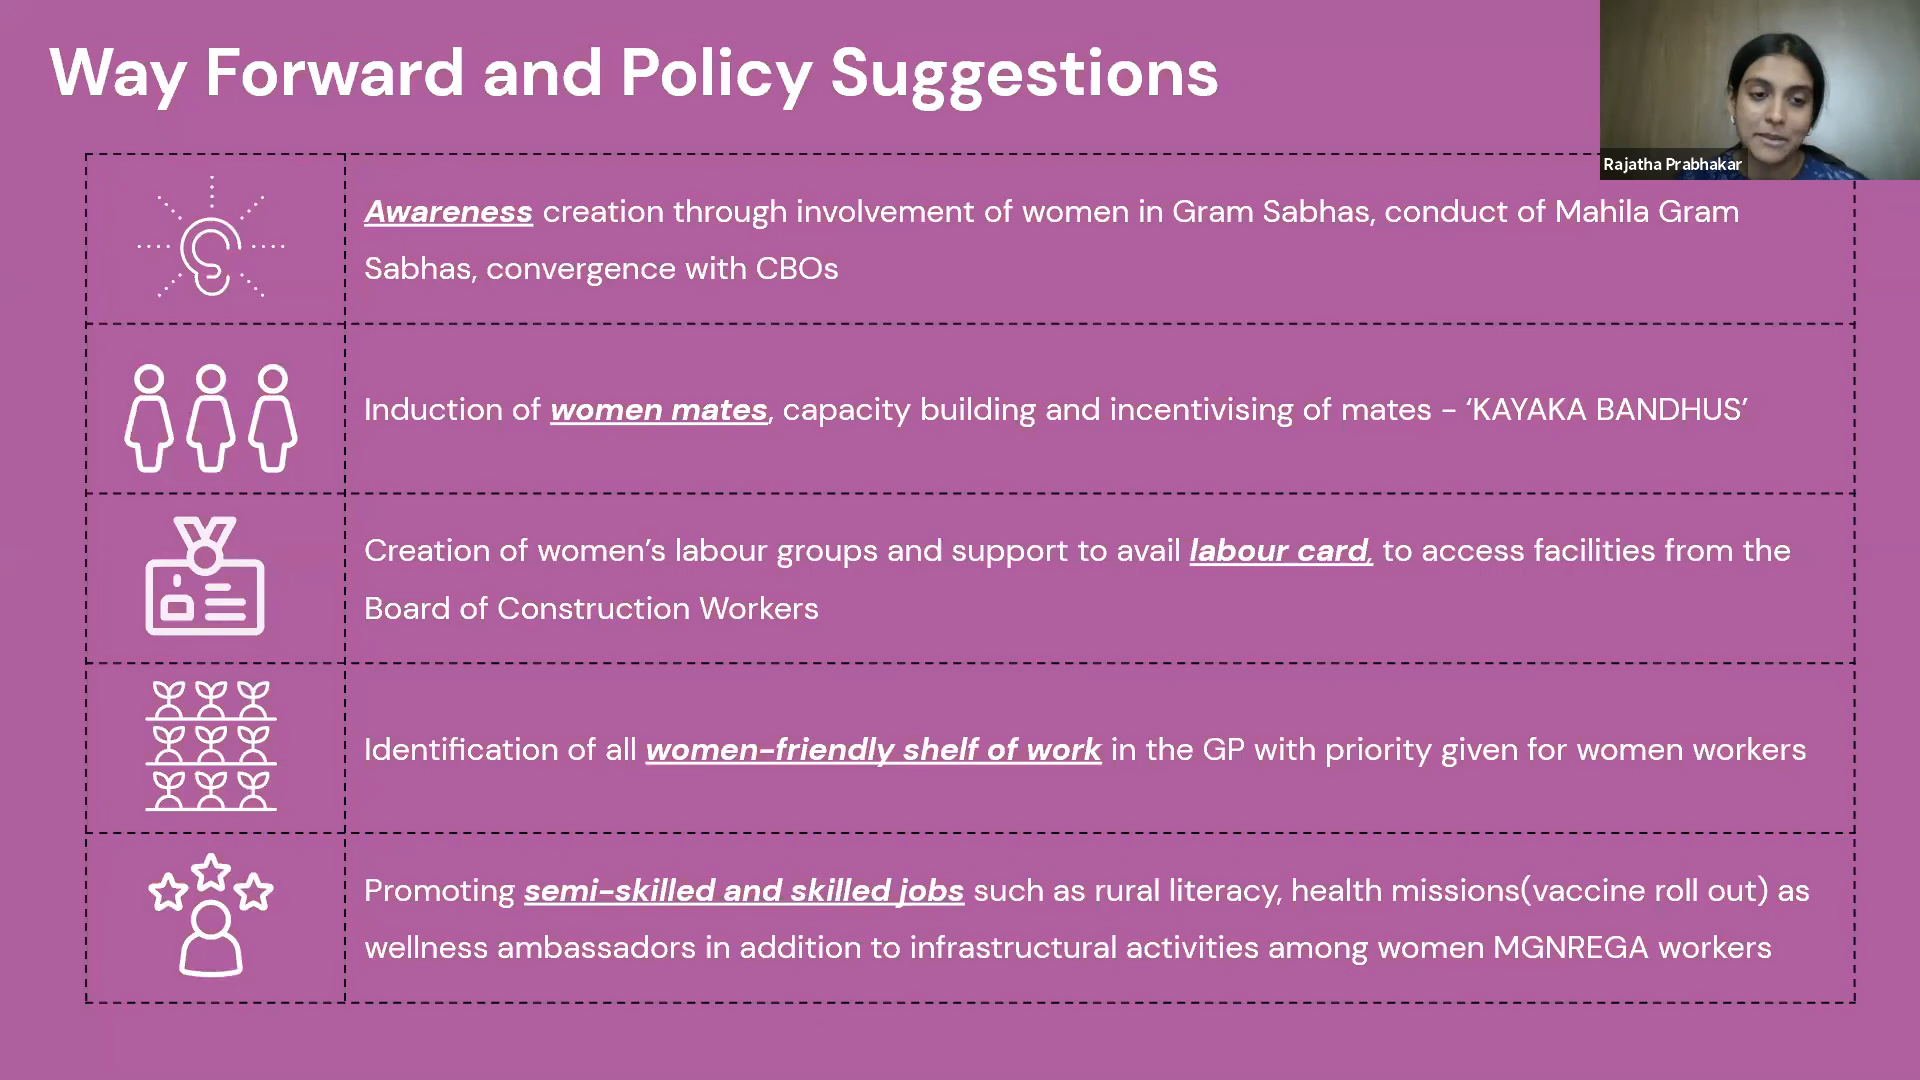 Way Forward and Policy Suggestions
Rajatha Prabhakar
Awareness creation through involvement of women in Gram Sabhas, conduct of Mahila Gram
Sabhas, convergence with CBOs
Induction of women mates, capacity building and incentivising of mates - ‘KAYAKA BANDHUS’
Creation of women’s labour groups and support to avail labour card, to access facilities from the
Board of Construction Workers
Identification of all women-friendly shelf of work in the GP with priority given for women workers
Promoting semi-skilled and skilled jobs such as rural literacy, health missions(vaccine roll out) as
wellness ambassadors in addition to infrastructural activities among women MGNREGA workers